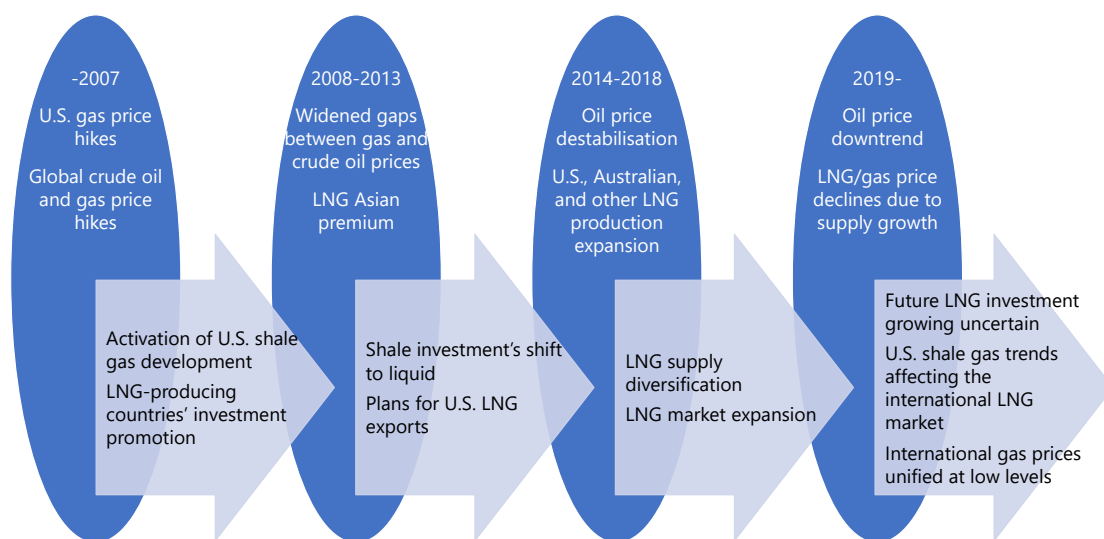 -2007
U.S. gas price
hikes
Global crude oil
and gas price
hikes
Activation of U.S. shale
gas development
LNG-producing
countries’ investment
promotion
2008-2013
Widened gaps
between gas and
crude oil prices
LNG Asian
premium
Shale investment’s shift
to liquid
Plans for U.S. LNG
exports
2014-2018
Oil price
destabilisation
U.S., Australian,
and other LNG
production
expansion
LNG supply
diversification
LNG market expansion
2019-
Oil price
downtrend
LNG/gas price
declines due to
supply growth
Future LNG investment
growing uncertain
U.S. shale gas trends
affecting the
international LNG
market
International gas prices
unified at low levels